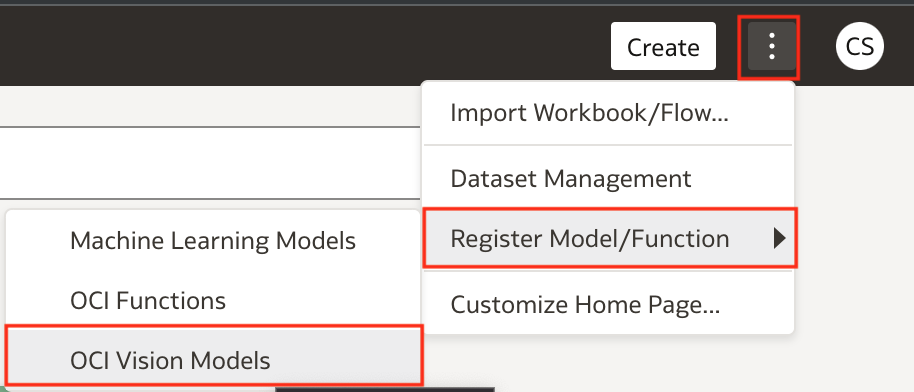 Create
CS
Import Workbook/Flow...
Dataset Management
Register Model/Function
Customize Home Page...
Machine Learning Models
OCI Functions
OCI Vision Models